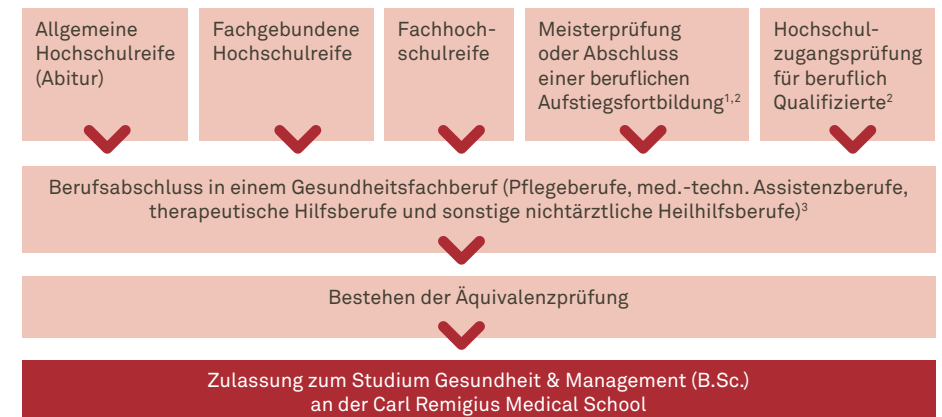 Allgemeine
Hochschulreife
(Abitur)
Fachgebundene
Hochschulreife
Fachhoch-
schulreife
Meisterprüfung
oder Abschluss
einer beruflichen
Aufstiegsfortbildung1,2
Hochschul-
zugangsprüfung
für beruflich
Qualifizierte2
Berufsabschluss in einem Gesundheitsfachberuf (Pflegeberufe, med.-techn. Assistenzberufe,
therapeutische Hilfsberufe und sonstige nichtärztliche Heilhilfsberufe)3
Bestehen der Äquivalenzprüfung
Zulassung zum Studium Gesundheit & Management (B.Sc.)
an der Carl Remigius Medical School